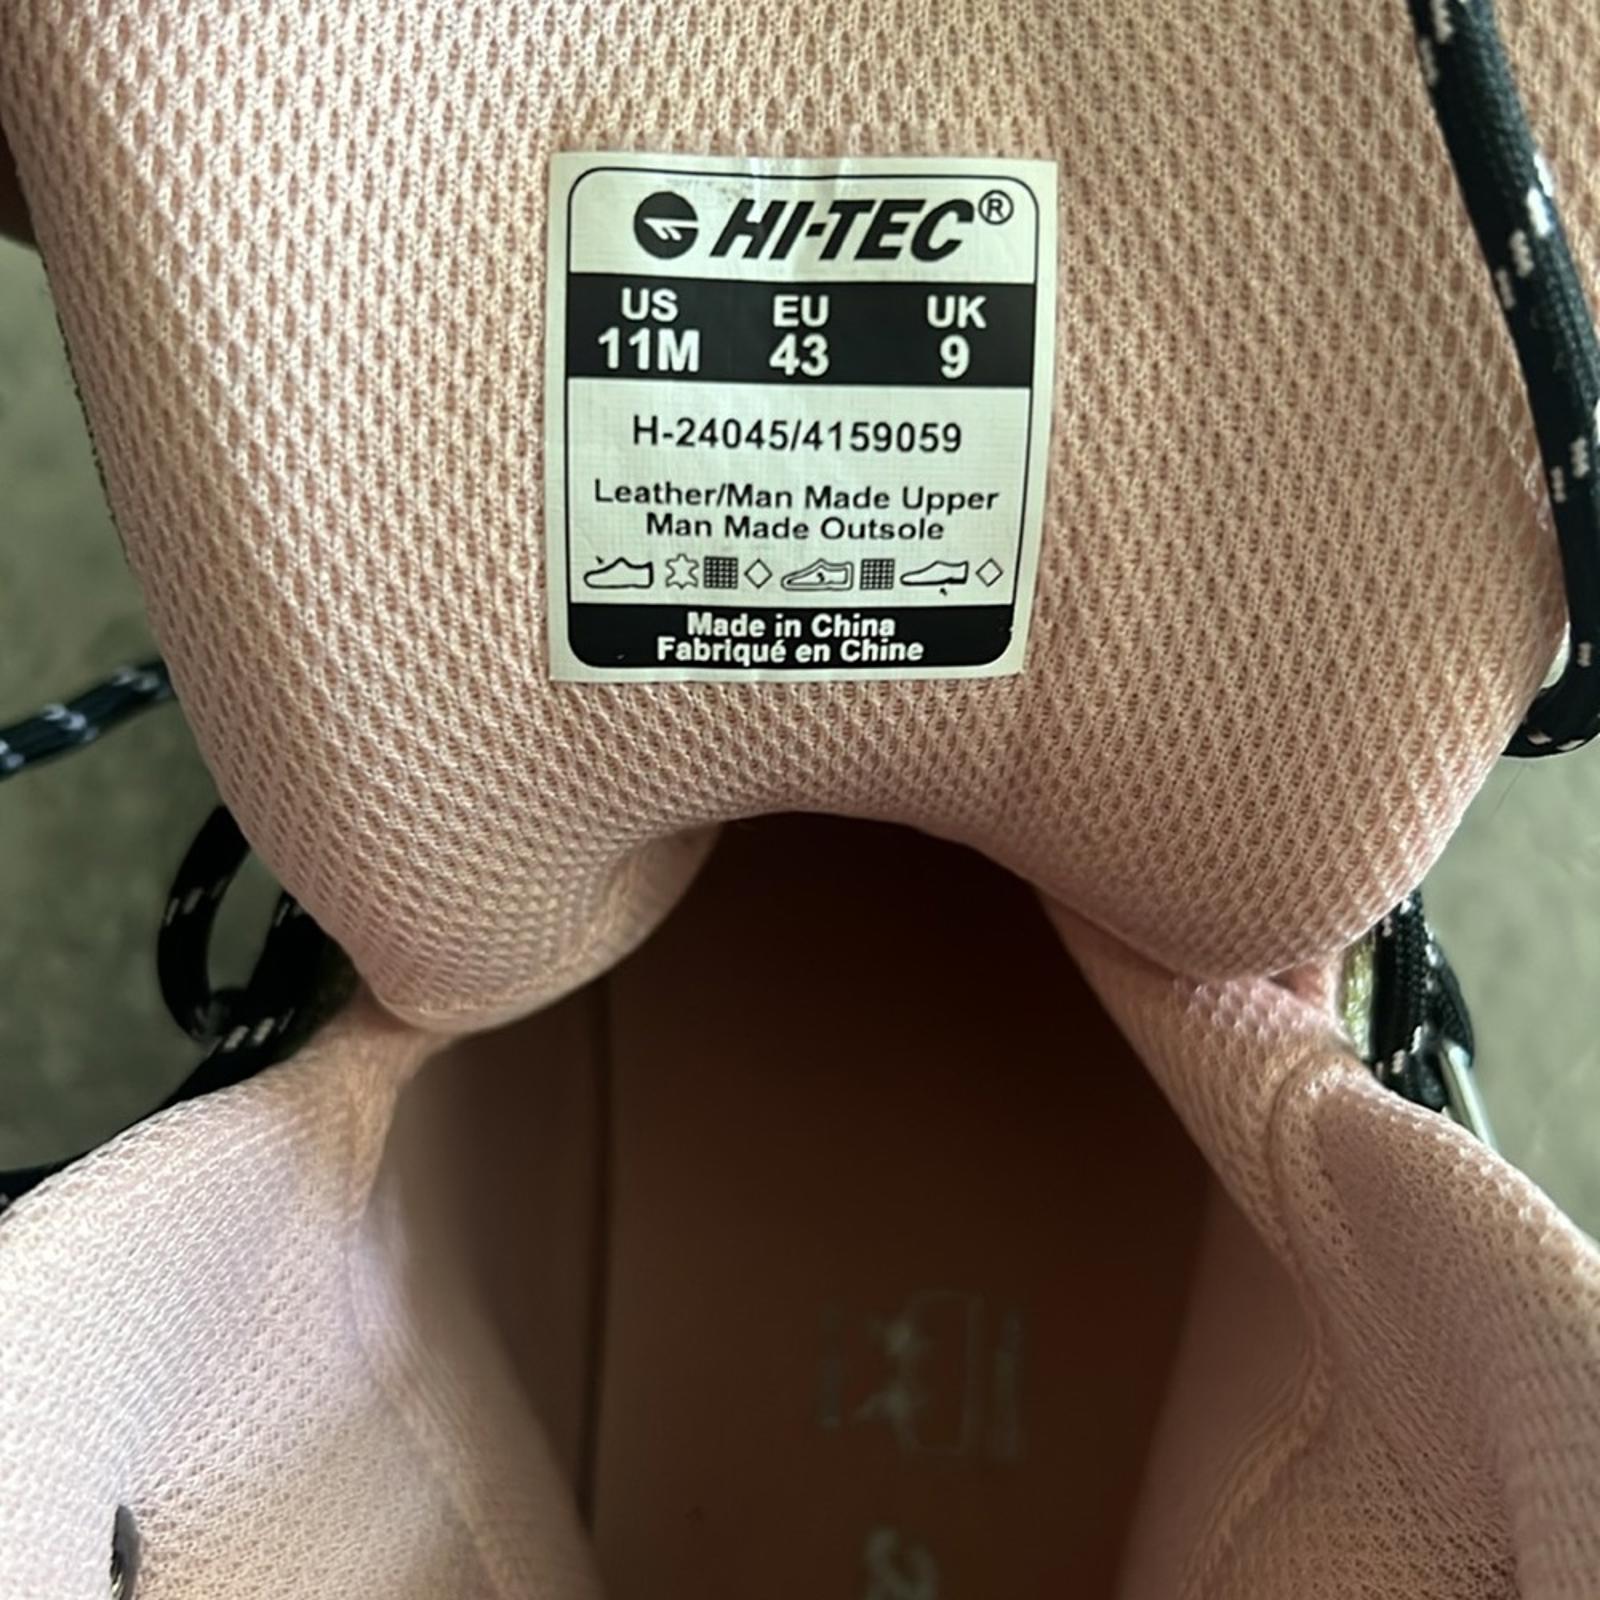 HI-TEC®
US EU UK
11M 43 9
H-24045/4159059
Leather/Man Made Upper
Man Made Outsole
Made in China
Fabriqué en Chine